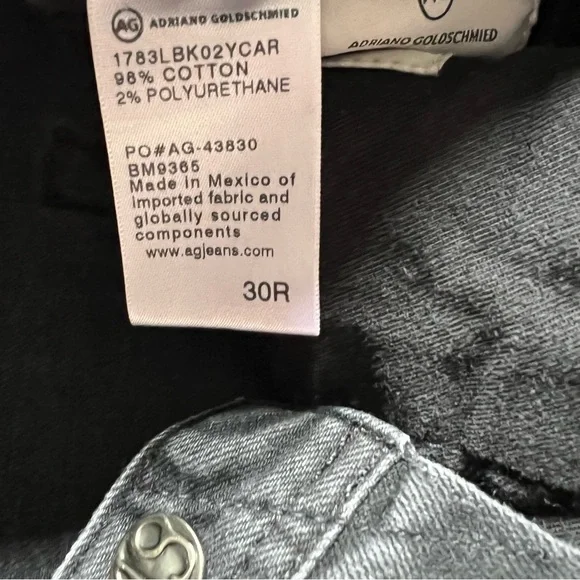 AG ADRIANO GOLDSCHMIED
1783LBK02YCAR
98% COTTON
2% POLYURETHANE
PO#AG-43830
BM9365
Made in Mexico of
imported fabric and
globally sourced
components
www.agjeans.com
30R
ADRIANO GOLDSCHMIED